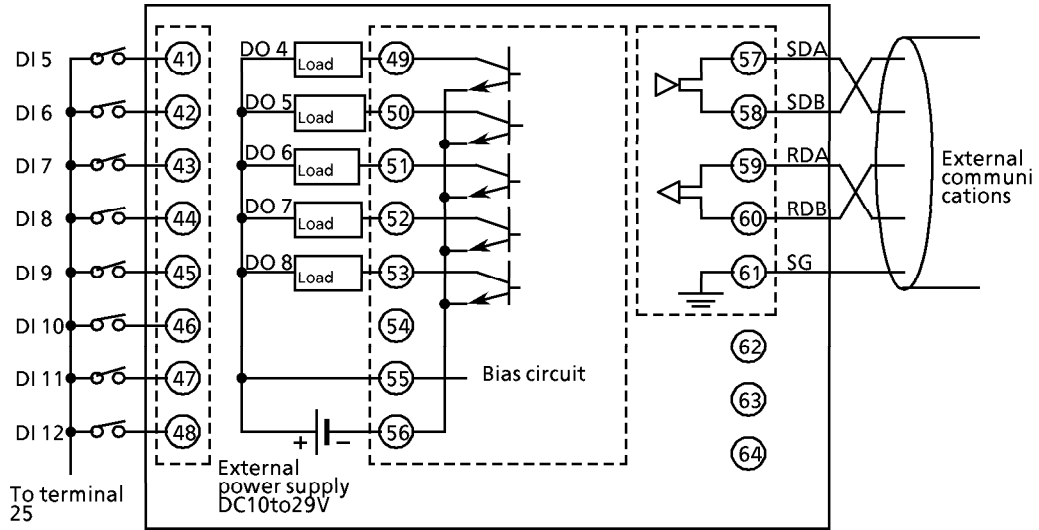 DI 5
DI 6
DI 7
DI 8
DI 9
DI 10
DI 11
DI 12
To terminal
25
41
42
43
44
45
46
47
48
DO 4
Load
DO 5
Load
DO 6
Load
DO 7
Load
DO 8
Load
+
−
External
power supply
DC10to29V
49
50
51
52
53
54
55
56
Bias circuit
57
58
59
60
61
62
63
64
SDA
SDB
RDA
RDB
SG
External
communi
cations